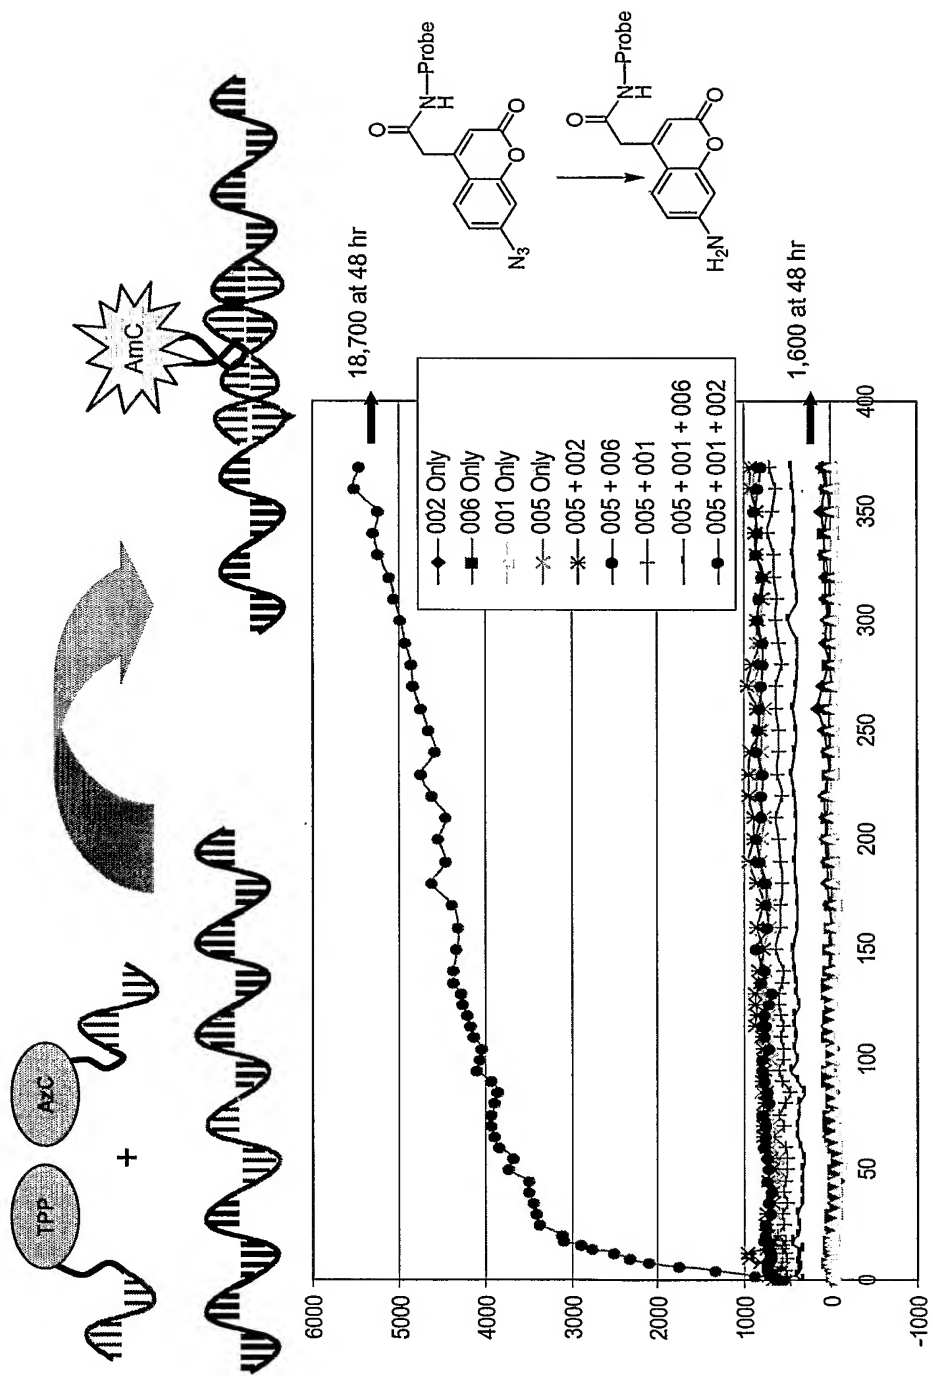 TPP
+
AzC
AmC
6000
5000
4000
3000
2000
1000
0
-1000
0
50
100
150
200
250
300
350
400
18,700 at 48 hr
1,600 at 48 hr
002 Only
006 Only
001 Only
005 Only
005 + 002
005 + 006
005 + 001
005 + 001 + 006
005 + 001 + 002
O
N—Probe
H
O
O
N3
O
N—Probe
H
O
O
H2N